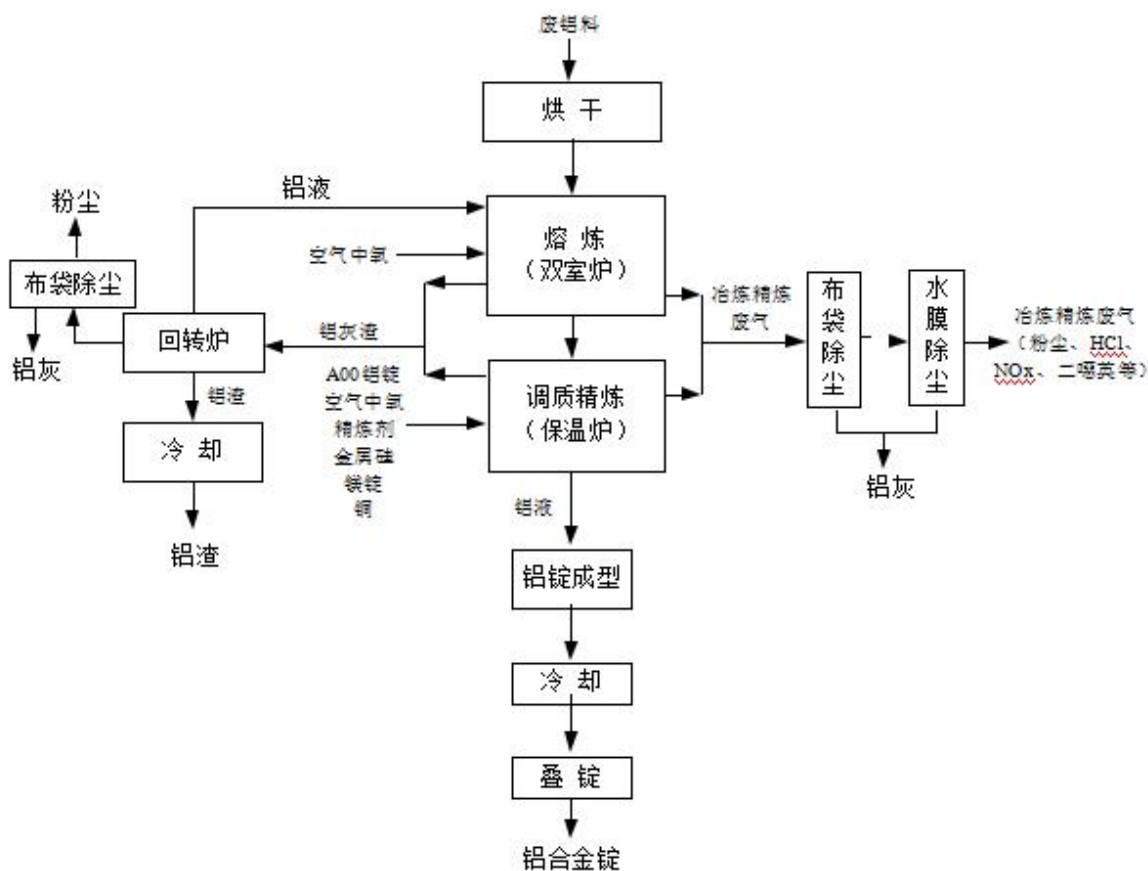 废铝料
烘 干
铝液
粉尘
熔 炼
（双室炉）
空气中氧
布袋除尘
回转炉
铝灰
铝灰渣
冶炼精炼
废气
布袋除尘
水膜除尘
冶炼精炼废气
（粉尘、HCl、
NOx、二噁英等）
A00铝锭
空气中氧
精炼剂
金属硅
镁锭
铜
调质精炼
（保温炉）
铝渣
冷 却
铝渣
铝灰
铝液
铝锭成型
冷 却
叠 锭
铝合金锭